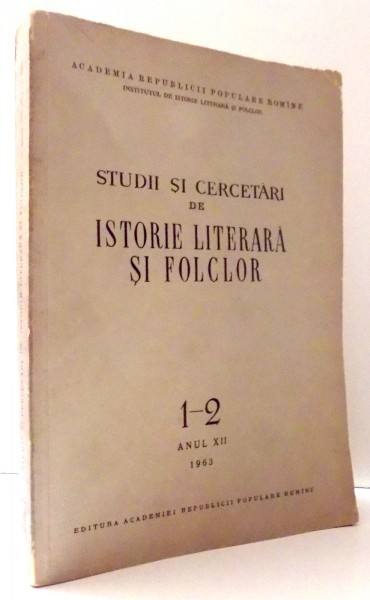 ACADEMIA REPUBLICII POPULARE ROMÎNE
INSTITUTUL DE ISTORIE LITERARĂ ȘI FOLCLOR
STUDII ȘI CERCETĂRI
DE
ISTORIE LITERARĂ
ȘI FOLCLOR
1-2
ANUL XII
1963
EDITURA ACADEMIEI REPUBLICII POPULARE ROMÎNE